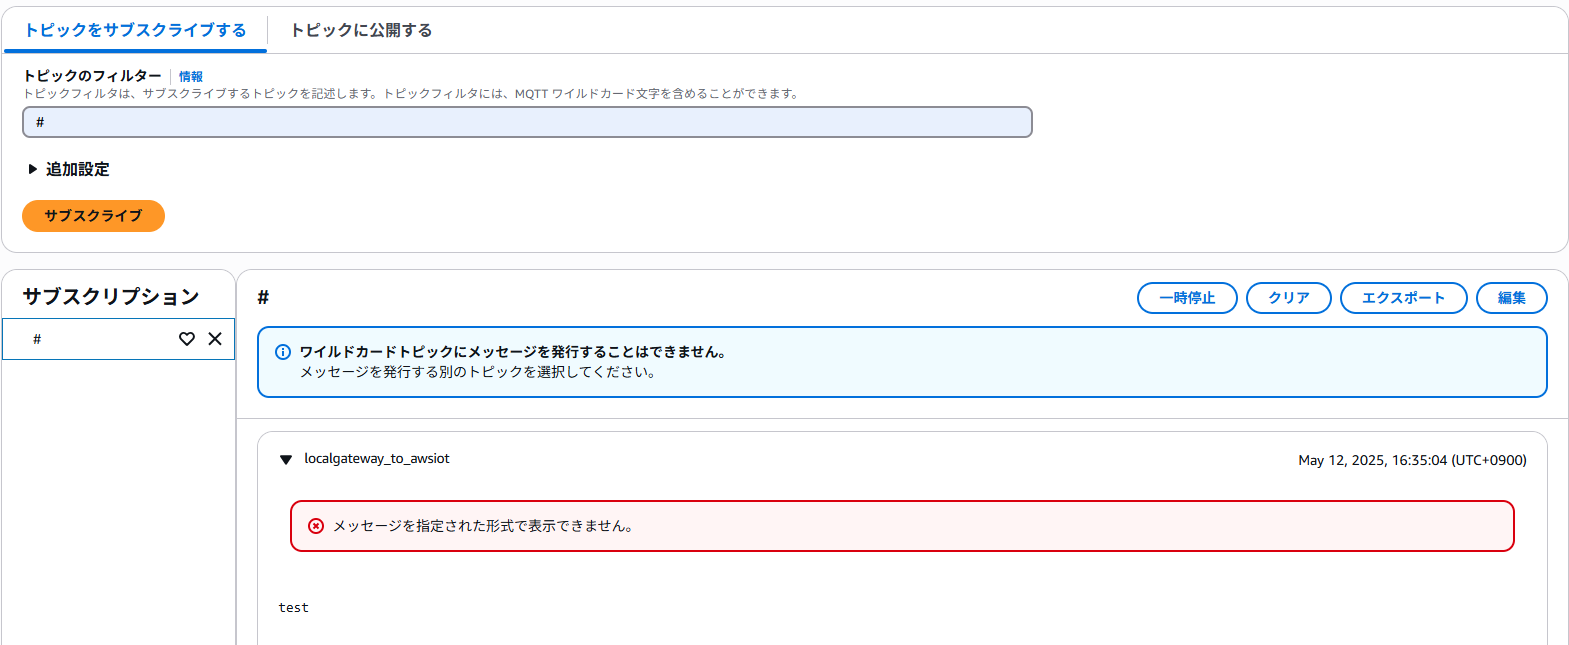 トピックをサブスクライブする
トピックに公開する
トピックのフィルター 情報
トピックフィルタは、サブスクライブするトピックを記述します。トピックフィルタには、MQTT ワイルドカード文字を含めることができます。
#
追加設定
サブスクライブ
サブスクリプション
#
#
一時停止
クリア
エクスポート
編集
ワイルドカードトピックにメッセージを発行することはできません。
メッセージを発行する別のトピックを選択してください。
localgateway_to_awsiot
May 12, 2025, 16:35:04 (UTC+0900)
メッセージを指定された形式で表示できません。
test